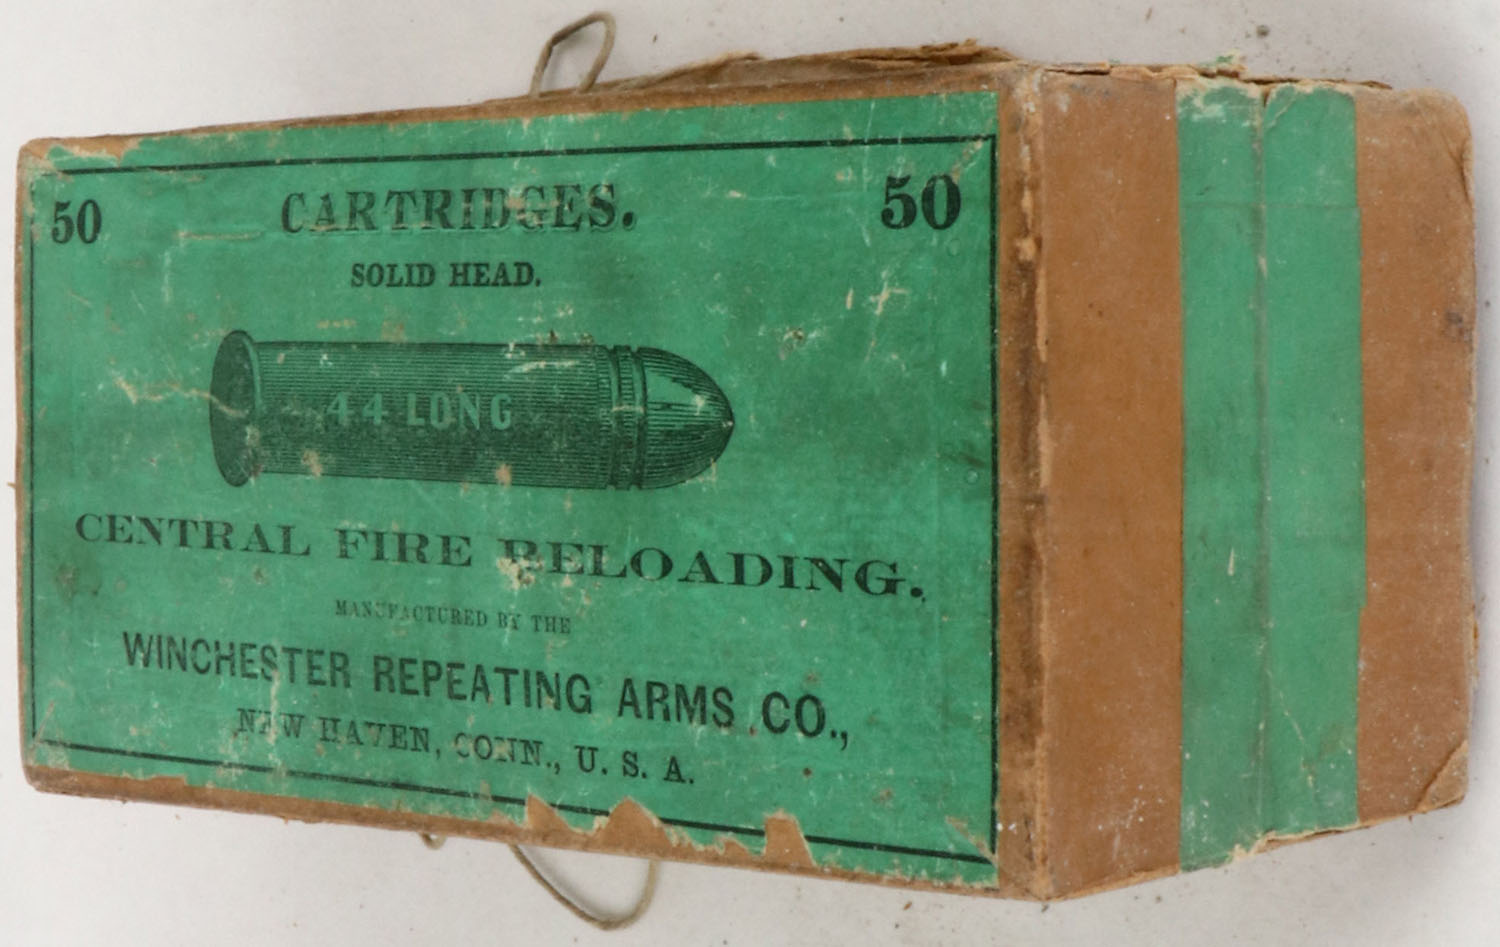 50 CARTRIDGES. 50
SOLID HEAD.
44 LONG
CENTRAL FIRE RELOADING.
MANUFACTURED BY THE
WINCHESTER REPEATING ARMS CO.,
NEW HAVEN, CONN., U. S. A.